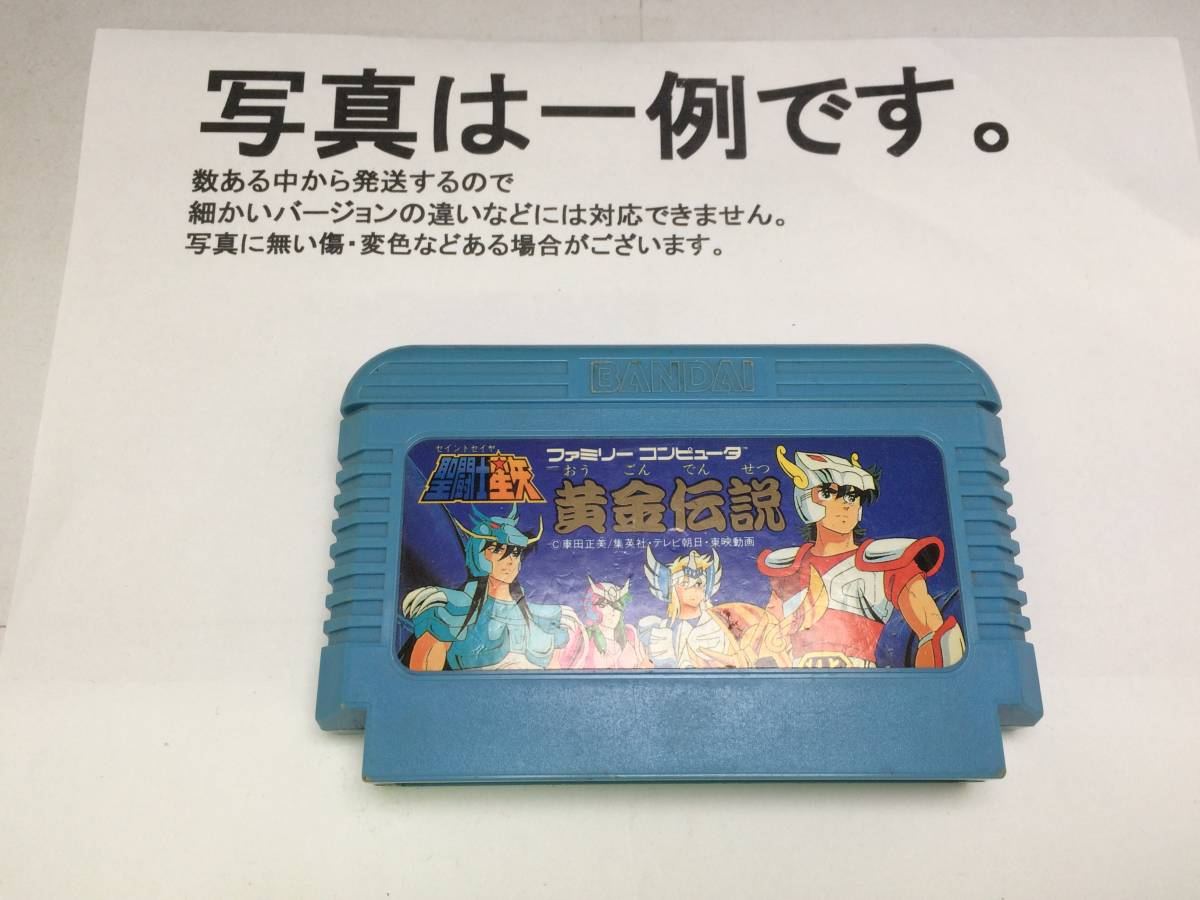 写真は一例です。
数ある中から発送するので
細かいバージョンの違いなどには対応できません。
写真に無い傷・変色などある場合がございます。
BANDAI
セイントセイヤ
聖闘士星矢
ファミリー コンピュータ™
おう ごん でん せつ
黄金伝説
©車田正美/集英社・テレビ朝日・東映動画